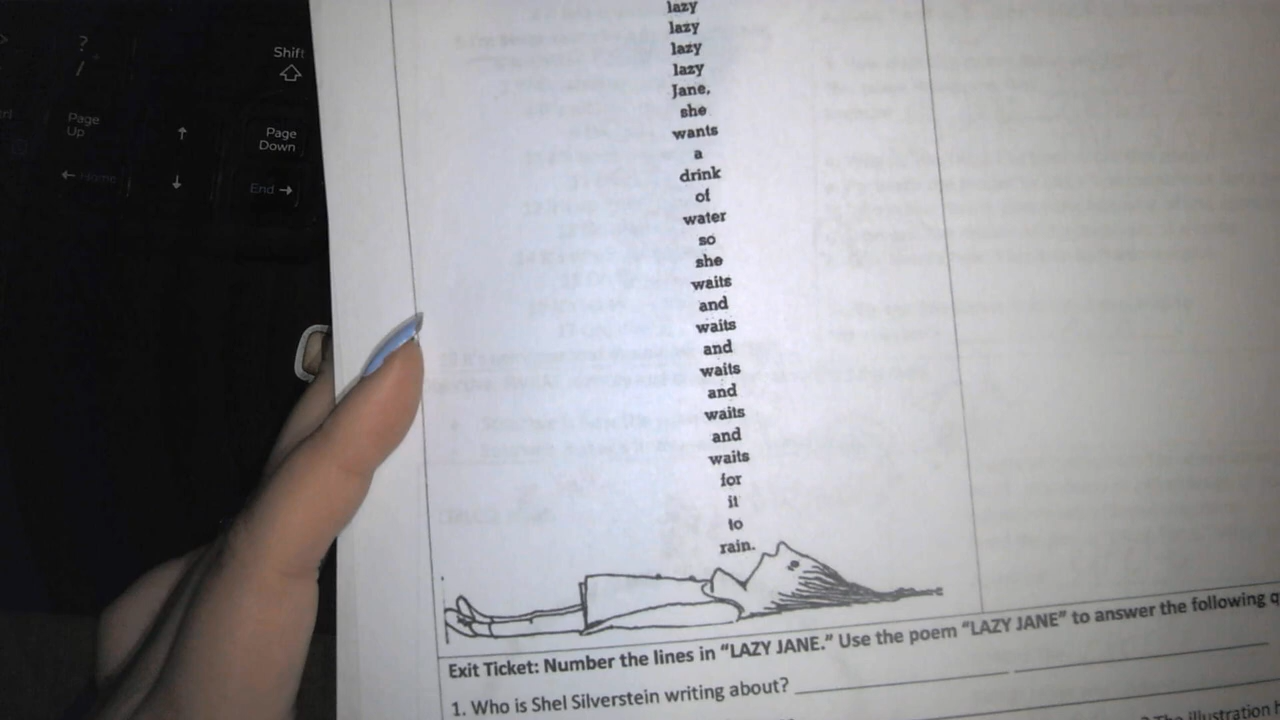 ?
/
Shift
Page
Up
Page
Down
Home
End
lazy
lazy
lazy
lazy
Jane,
she
wants
a
drink
of
water
so
she
waits
and
waits
and
waits
and
waits
and
waits
for
it
to
rain.
Exit Ticket: Number the lines in “LAZY JANE.” Use the poem “LAZY JANE” to answer the following q
1. Who is Shel Silverstein writing about?
? The illustration h